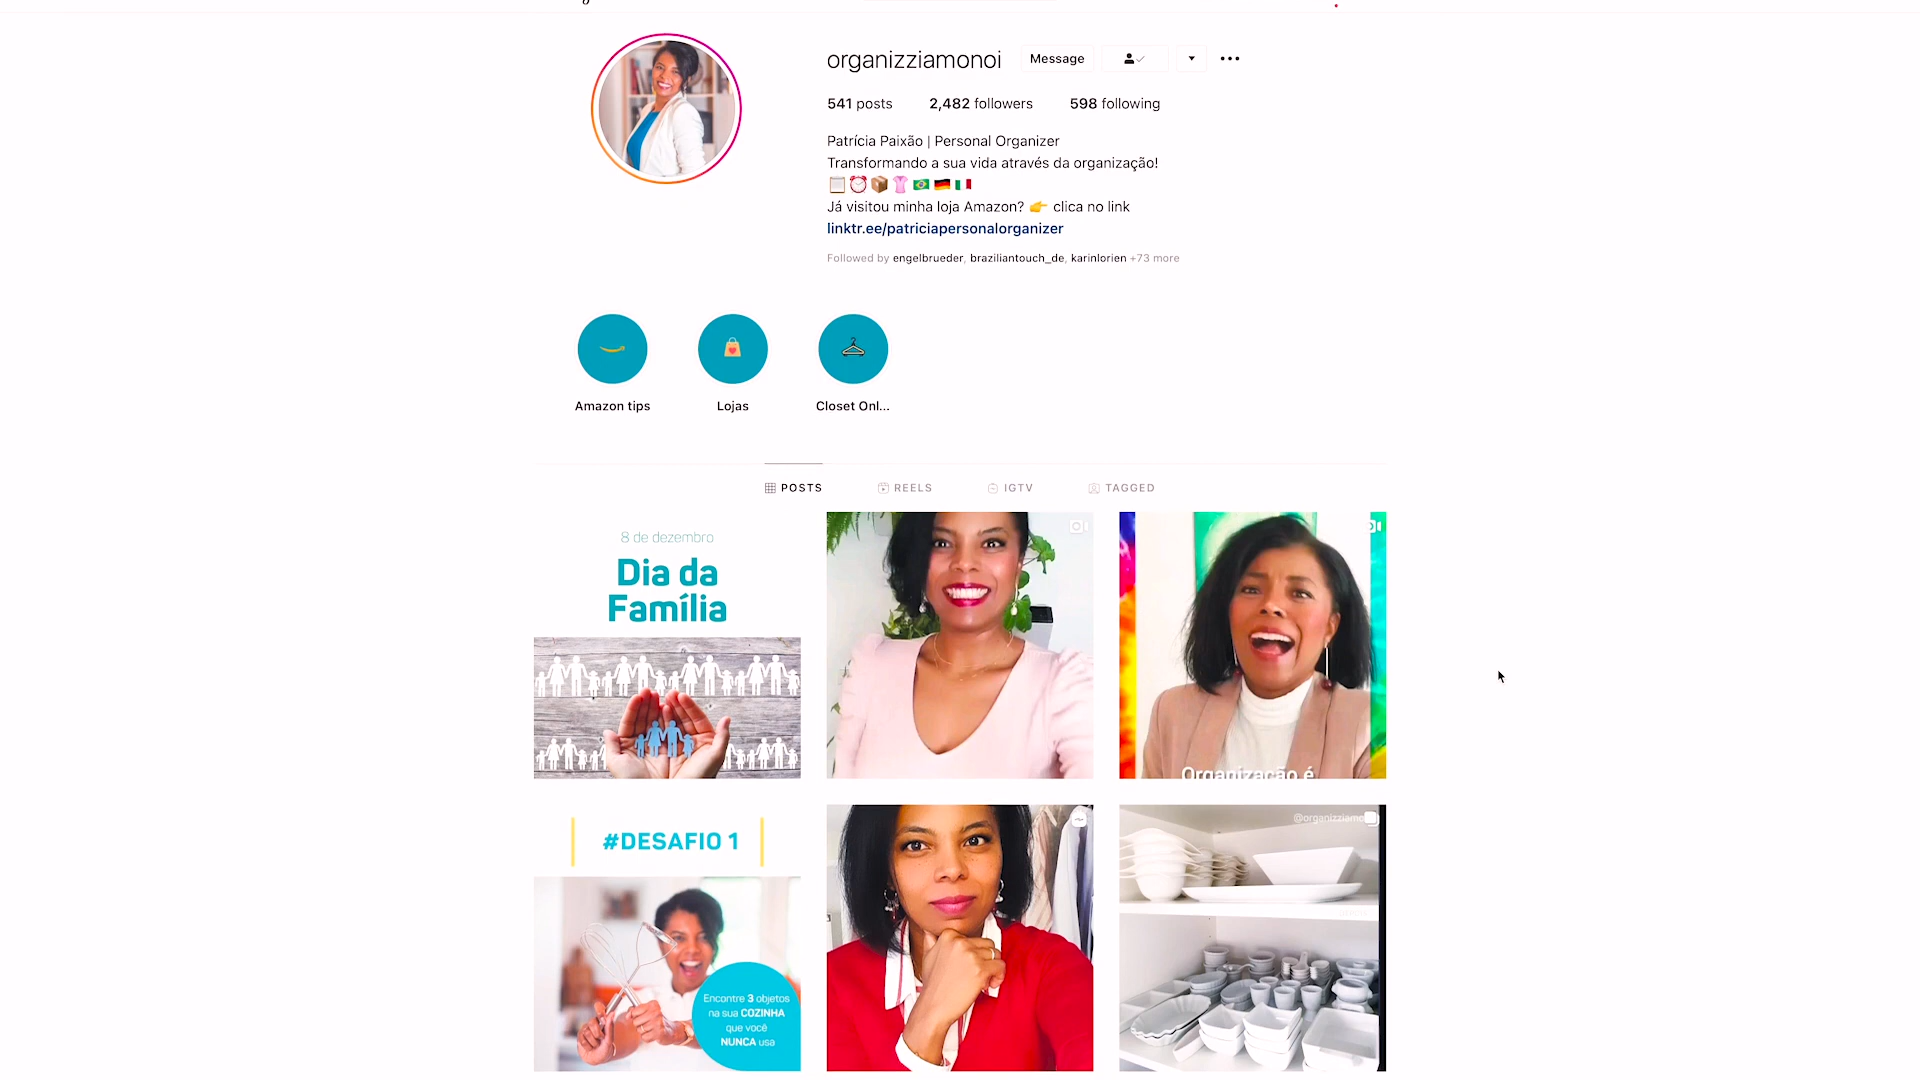 organizziamonoi Message
541 posts 2,482 followers 598 following
Patrícia Paixão | Personal Organizer
Transformando a sua vida através da organização!
Já visitou minha loja Amazon? 👉 clica no link
linktr.ee/patriciapersonalorganizer
Followed by engelbrueder, braziliantouch_de, karinlorien +73 more
Amazon tips Lojas Closet Onl...
POSTS REELS IGTV TAGGED
8 de dezembro
Dia da
Família
Organização é
#DESAFIO 1
Encontre 3 objetos
na sua COZINHA
que você
NUNCA usa
@organizziamo